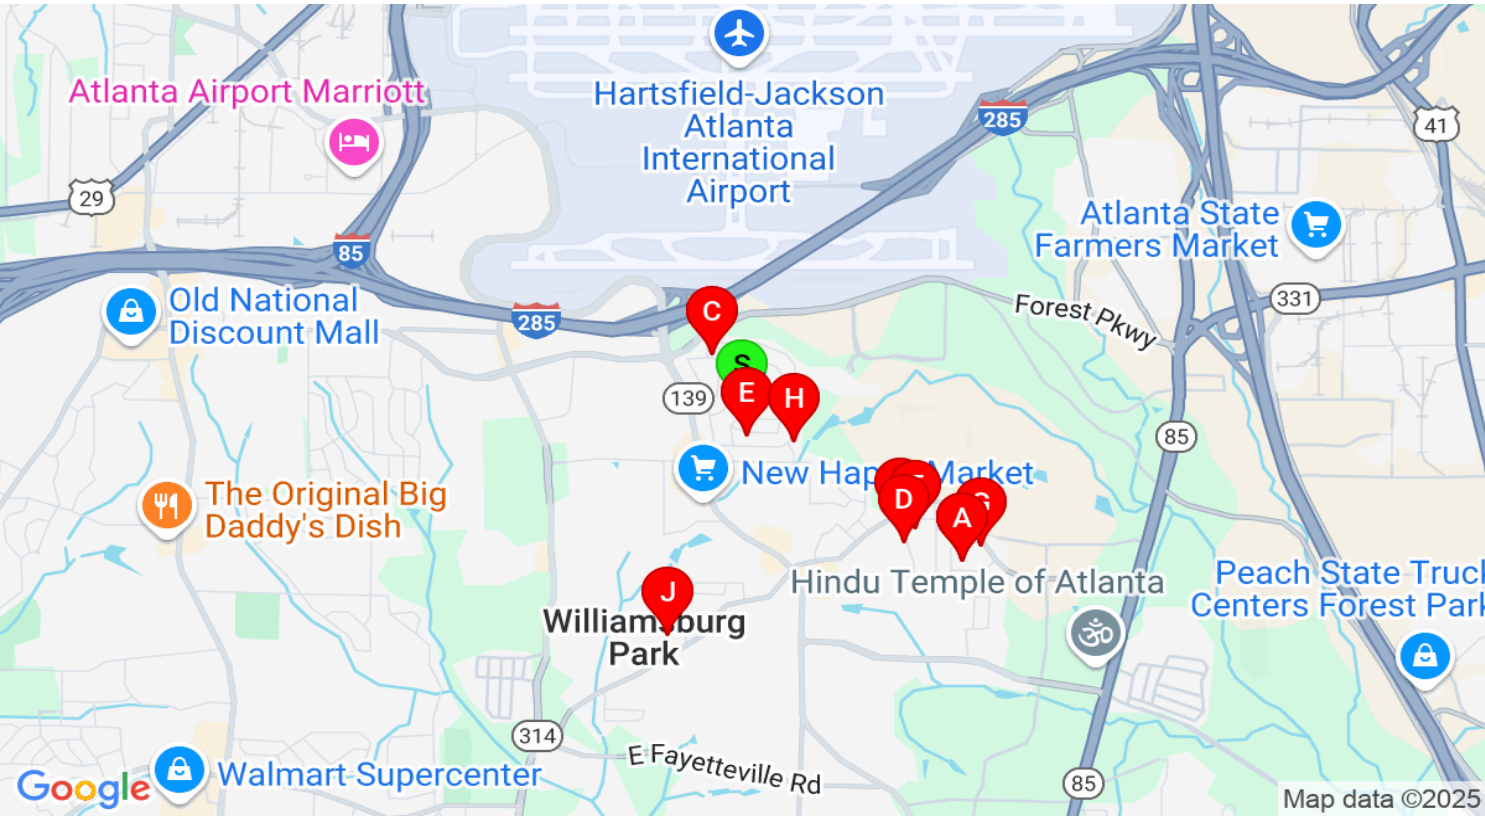 Atlanta Airport Marriott
Hartsfield-Jackson
Atlanta
International
Airport
285
41
29
85
Atlanta State
Farmers Market
Old National
Discount Mall
285
C
S
E
H
139
331
Forest Pkwy
85
New Hap
Market
The Original Big
Daddy's Dish
D
A
G
Hindu Temple of Atlanta
ॐ
Peach State Truck
Centers Forest Park
J
Williamsburg
Park
314
E Fayetteville Rd
Walmart Supercenter
85
Google
Map data ©2025